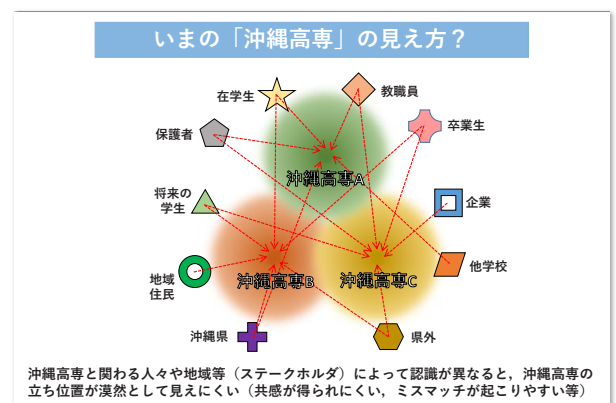 いまの「沖縄高専」の見え方？
在学生
教職員
保護者
卒業生
沖縄高専A
将来の
学生
企業
地域
住民
他学校
沖縄高専B
沖縄高専C
沖縄県
県外
沖縄高専と関わる人々や地域等（ステークホルダ）によって認識が異なると，沖縄高専の
立ち位置が漠然として見えにくい（共感が得られにくい，ミスマッチが起こりやすい等）